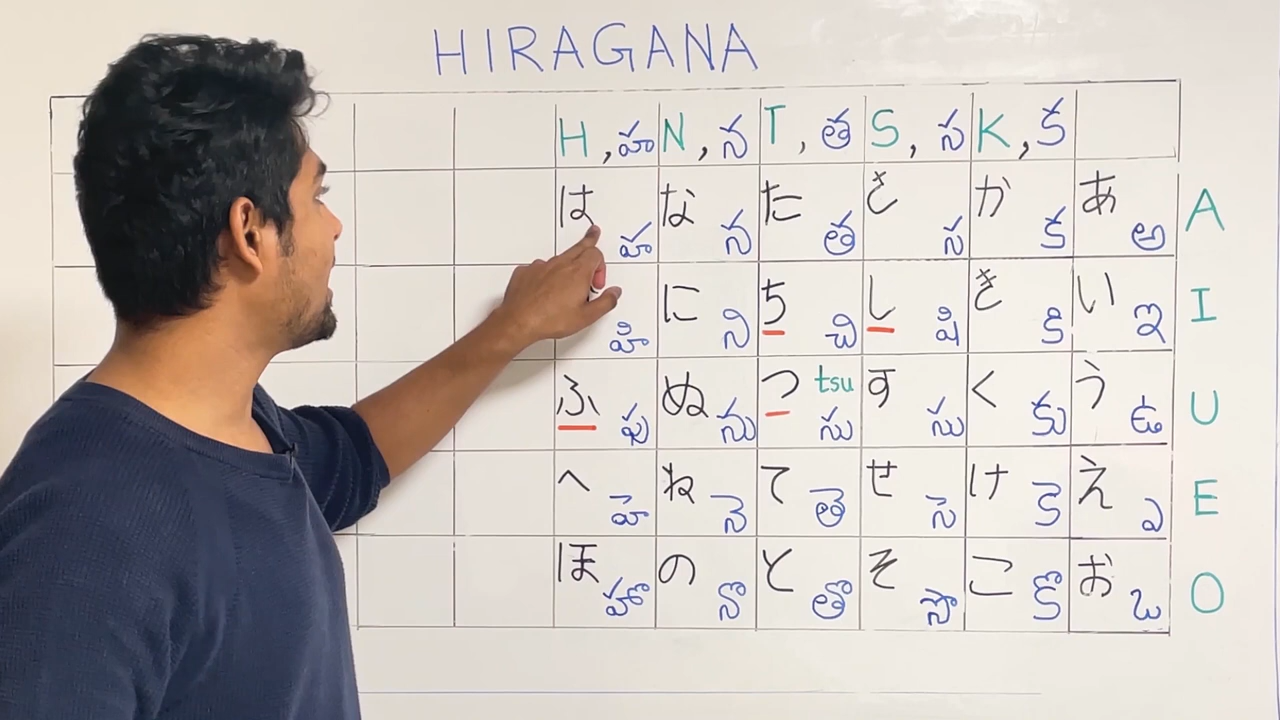 HIRAGANA
H, హ N, న T, త S, స K, క
は హ な న た త さ స か క あ అ A
హి に ని ち చి し షి き కి い ఇ I
ふ ఫు ぬ ను つ tsu సు す సు く కు う ఉ U
へ హె ね నె て తె せ సె け కె え ఎ E
ほ హొ の నొ と తొ そ సొ こ కొ お ఒ O